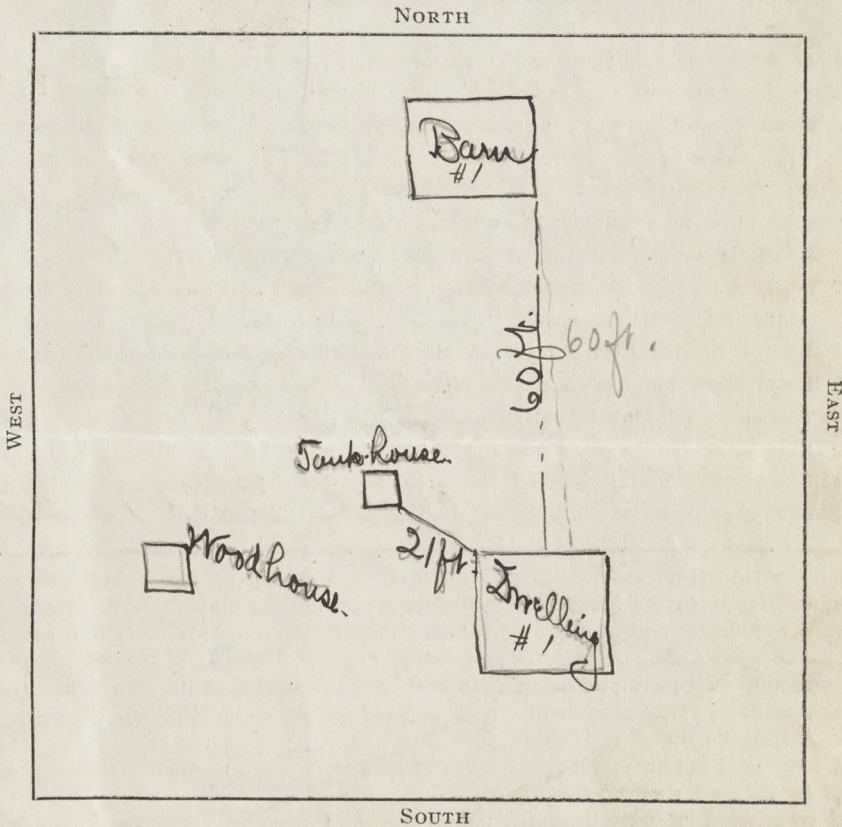 NORTH
Barn
#1
60 ft.
60 ft.
WEST
EAST
Tank-house.
Woodhouse.
21 ft.
Dwelling
#1
SOUTH